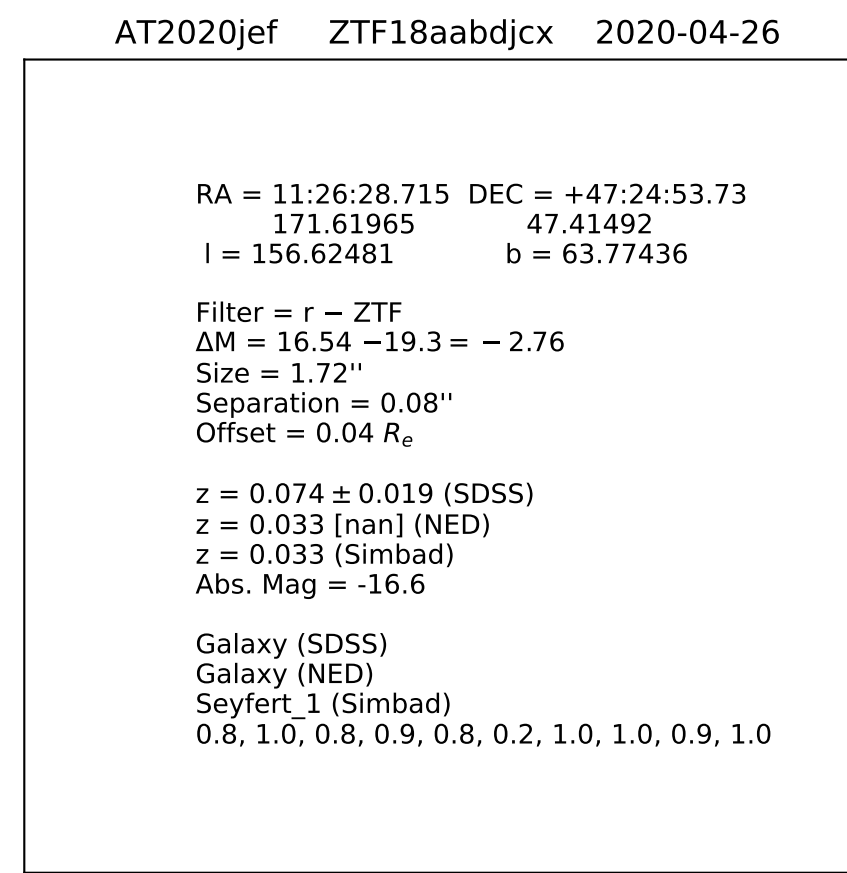 AT2020jef ZTF18aabdjcx 2020-04-26
RA = 11:26:28.715 DEC = +47:24:53.73
171.61965 47.41492
l = 156.62481 b = 63.77436
Filter = r − ZTF
ΔM = 16.54 −19.3 = − 2.76
Size = 1.72''
Separation = 0.08''
Offset = 0.04 Rₑ
z = 0.074 ± 0.019 (SDSS)
z = 0.033 [nan] (NED)
z = 0.033 (Simbad)
Abs. Mag = -16.6
Galaxy (SDSS)
Galaxy (NED)
Seyfert_1 (Simbad)
0.8, 1.0, 0.8, 0.9, 0.8, 0.2, 1.0, 1.0, 0.9, 1.0